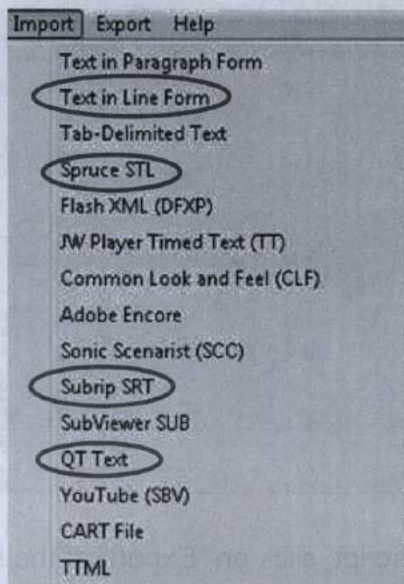 Import Export Help
Text in Paragraph Form
Text in Line Form
Tab-Delimited Text
Spruce STL
Flash XML (DFXP)
JW Player Timed Text (TT)
Common Look and Feel (CLF)
Adobe Encore
Sonic Scenarist (SCC)
Subrip SRT
SubViewer SUB
QT Text
YouTube (SBV)
CART File
TTML